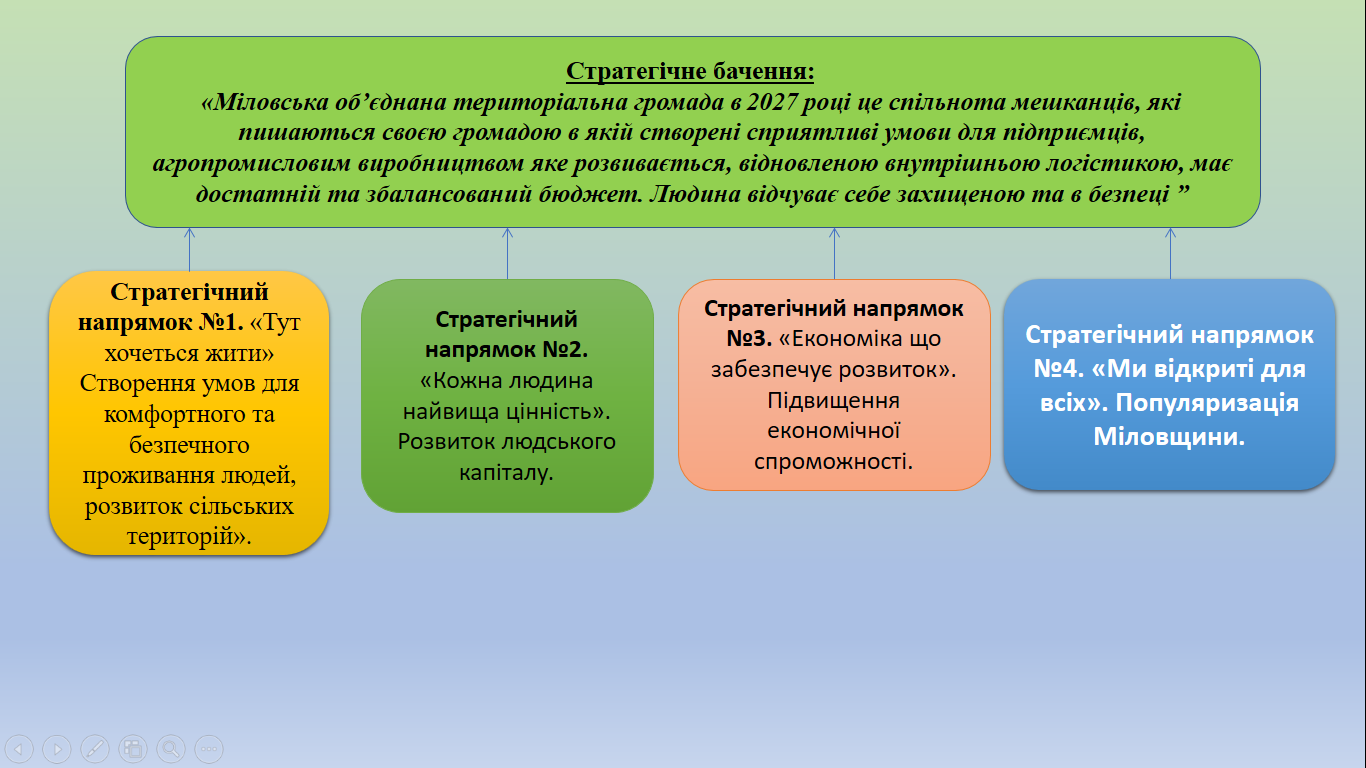 Стратегічне бачення:
«Міловська об’єднана територіальна громада в 2027 році це спільнота мешканців, які
пишаються своєю громадою в якій створені сприятливі умови для підприємців,
агропромисловим виробництвом яке розвивається, відновленою внутрішньою логістикою, має
достатній та збалансований бюджет. Людина відчуває себе захищеною та в безпеці ”
Стратегічний
напрямок №1. «Тут
хочеться жити»
Створення умов для
комфортного та
безпечного
проживання людей,
розвиток сільських
територій».
Стратегічний
напрямок №2.
«Кожна людина
найвища цінність».
Розвиток людського
капіталу.
Стратегічний напрямок
№3. «Економіка що
забезпечує розвиток».
Підвищення
економічної
спроможності.
Стратегічний напрямок
№4. «Ми відкриті для
всіх». Популяризація
Міловщини.